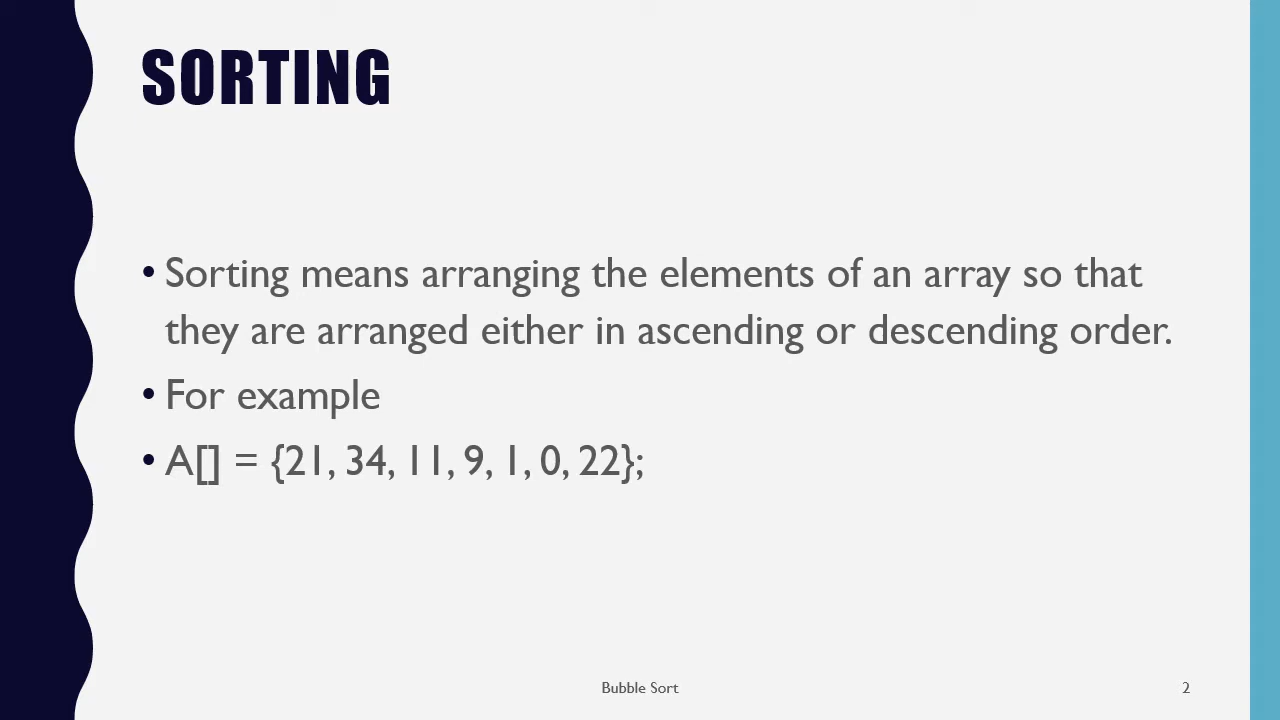 SORTING
• Sorting means arranging the elements of an array so that
they are arranged either in ascending or descending order.
• For example
• A[] = {21, 34, 11, 9, 1, 0, 22};
Bubble Sort
2